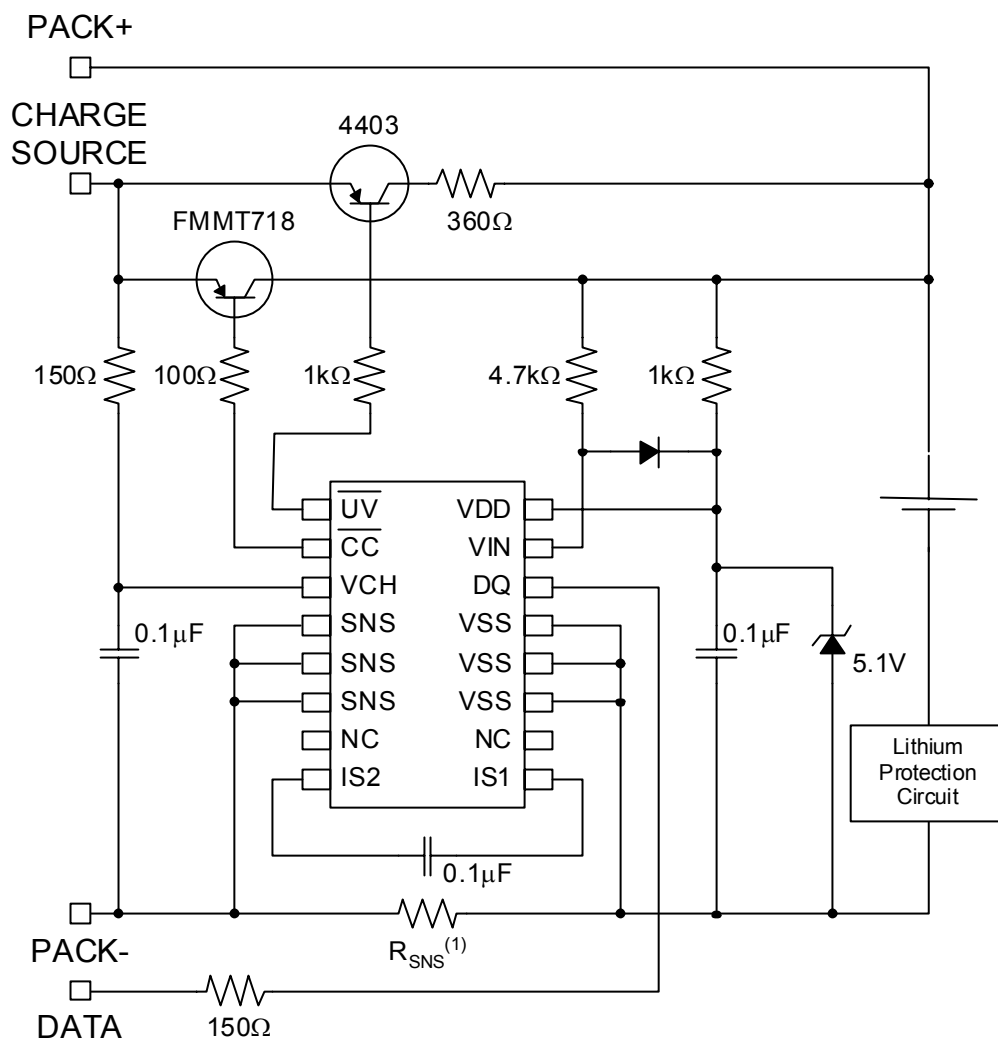 PACK+
CHARGE
SOURCE
4403
360Ω
FMMT718
150Ω
100Ω
1kΩ
4.7kΩ
1kΩ
UV
VDD
CC
VIN
VCH
DQ
SNS
VSS
SNS
VSS
SNS
VSS
NC
NC
IS2
IS1
0.1µF
0.1µF
5.1V
Lithium
Protection
Circuit
0.1µF
PACK-
RSNS(1)
DATA
150Ω